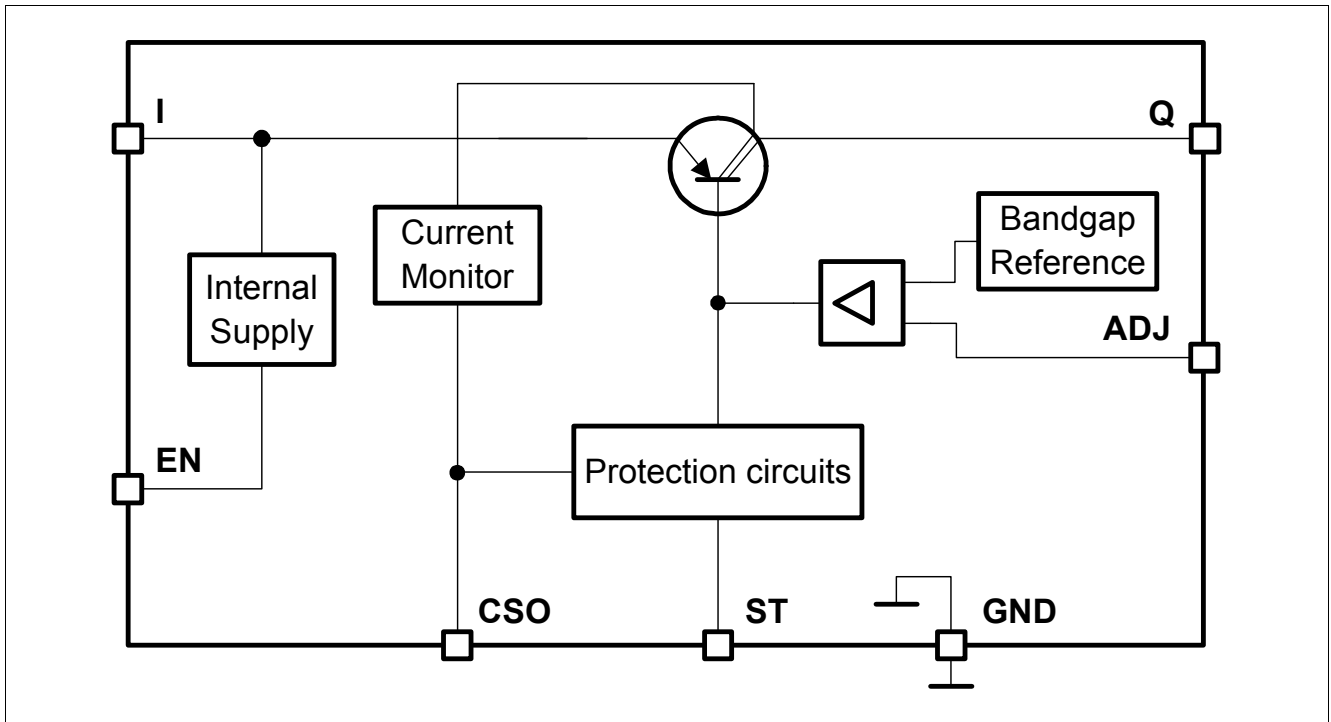 I
Q
Current
Monitor
Bandgap
Reference
Internal
Supply
ADJ
EN
Protection circuits
CSO
ST
GND